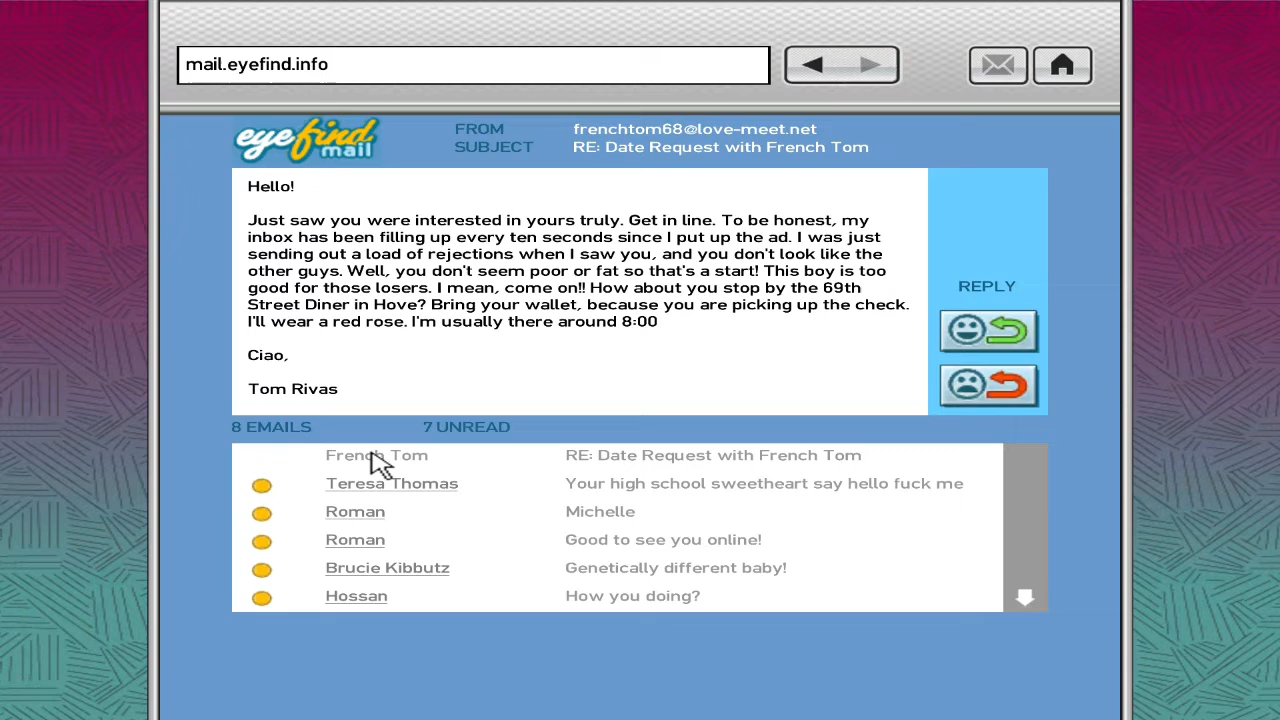 mail.eyefind.info
eyefind mail
FROM frenchtom68@love-meet.net
SUBJECT RE: Date Request with French Tom
Hello!
Just saw you were interested in yours truly. Get in line. To be honest, my
inbox has been filling up every ten seconds since I put up the ad. I was just
sending out a load of rejections when I saw you, and you don't look like the
other guys. Well, you don't seem poor or fat so that's a start! This boy is too
good for those losers. I mean, come on!! How about you stop by the 69th
Street Diner in Hove? Bring your wallet, because you are picking up the check.
I'll wear a red rose. I'm usually there around 8:00
Ciao,
Tom Rivas
REPLY
8 EMAILS 7 UNREAD
French Tom RE: Date Request with French Tom
Teresa Thomas Your high school sweetheart say hello fuck me
Roman Michelle
Roman Good to see you online!
Brucie Kibbutz Genetically different baby!
Hossan How you doing?